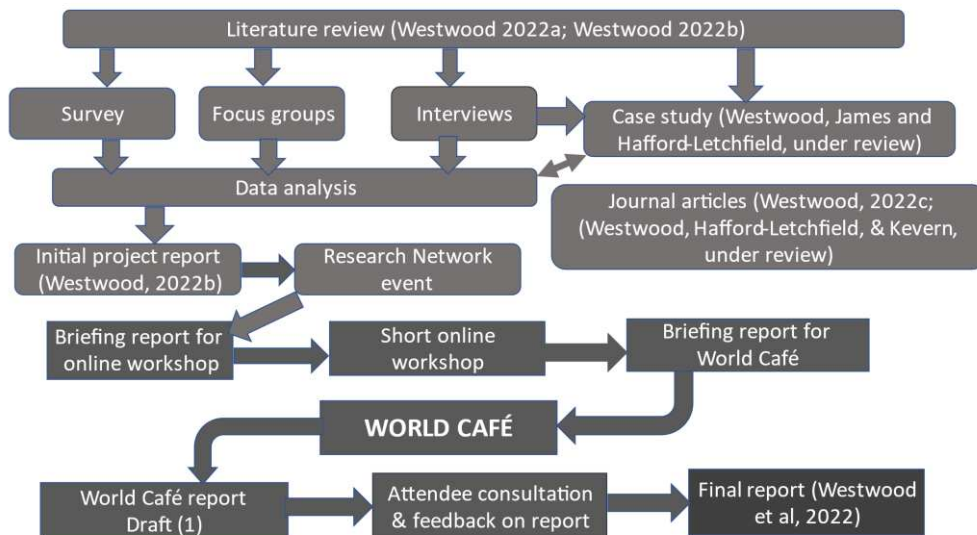 Literature review (Westwood 2022a; Westwood 2022b)
Survey
Focus groups
Interviews
Case study (Westwood, James and
Hafford-Letchfield, under review)
Data analysis
Journal articles (Westwood, 2022c;
(Westwood, Hafford-Letchfield, & Kevern,
under review)
Initial project report
(Westwood, 2022b)
Research Network
event
Briefing report for
online workshop
Short online
workshop
Briefing report for
World Café
WORLD CAFÉ
World Café report
Draft (1)
Attendee consultation
& feedback on report
Final report (Westwood
et al, 2022)